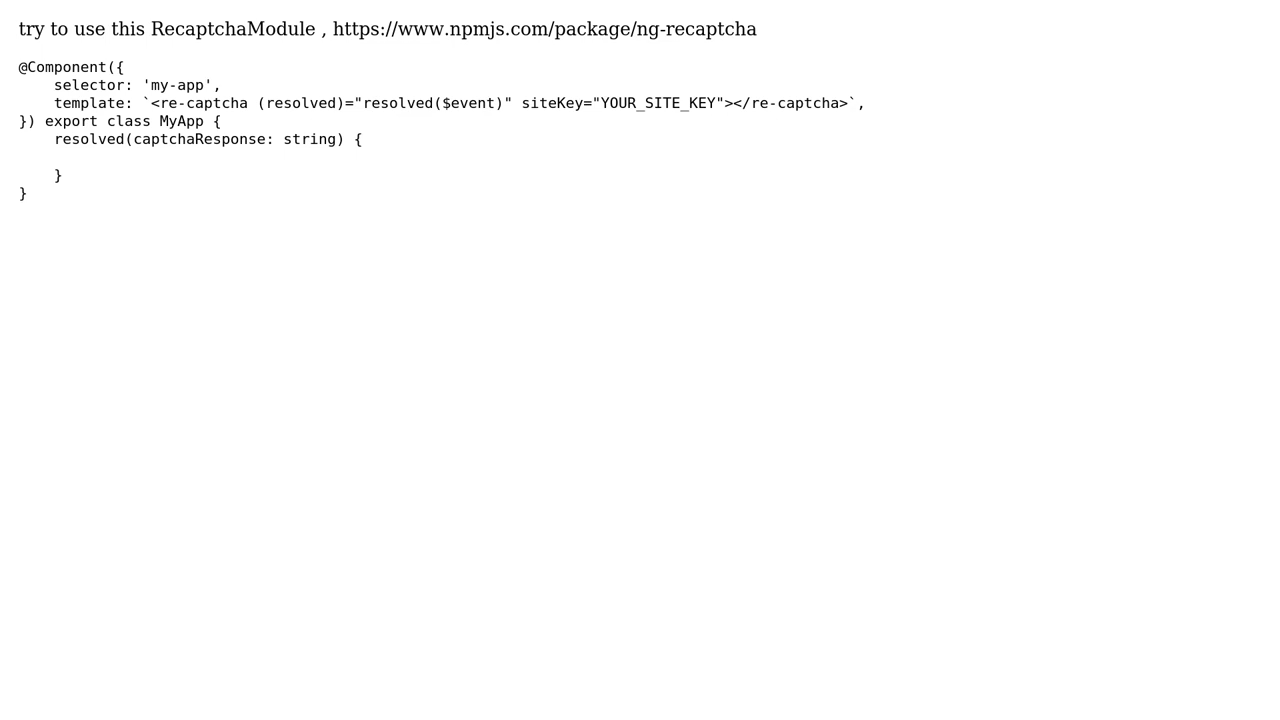 try to use this RecaptchaModule , https://www.npmjs.com/package/ng-recaptcha
@Component({
    selector: 'my-app',
    template: `<re-captcha (resolved)="resolved($event)" siteKey="YOUR_SITE_KEY"></re-captcha>`,
}) export class MyApp {
    resolved(captchaResponse: string) {

    }
}